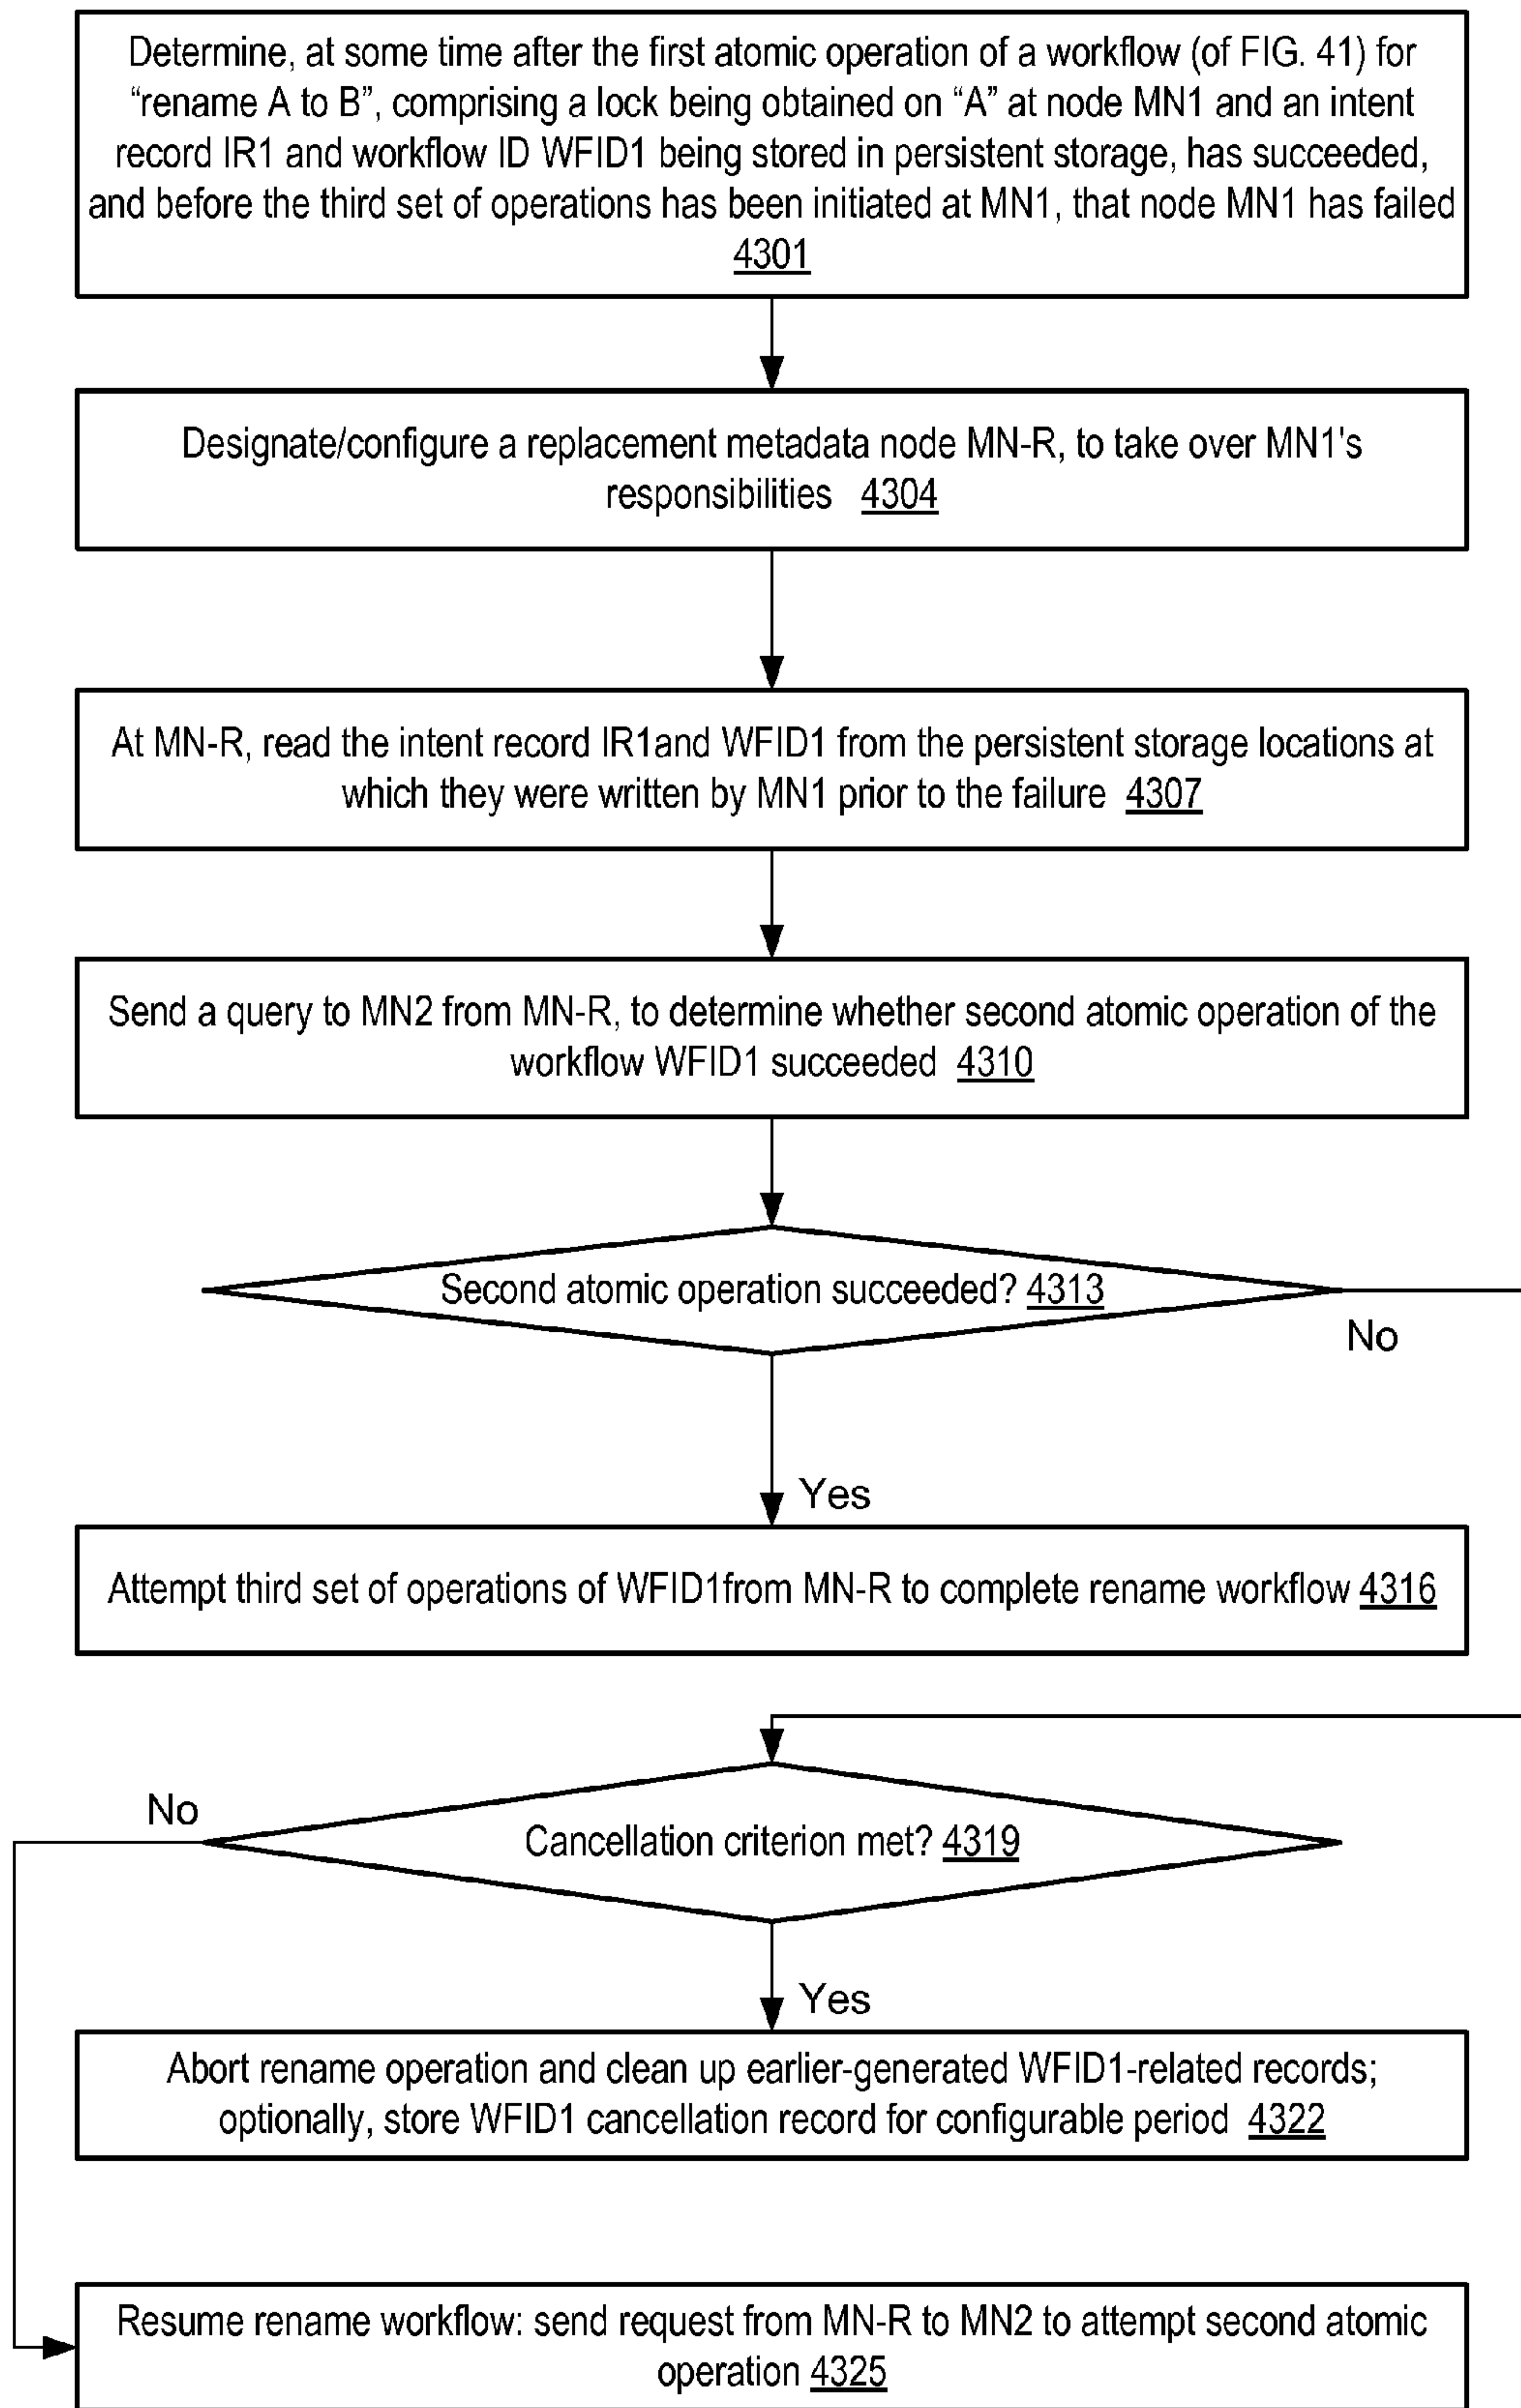 Determine, at some time after the first atomic operation of a workflow (of FIG. 41) for
“rename A to B”, comprising a lock being obtained on “A” at node MN1 and an intent
record IR1 and workflow ID WFID1 being stored in persistent storage, has succeeded,
and before the third set of operations has been initiated at MN1, that node MN1 has failed
4301
Designate/configure a replacement metadata node MN-R, to take over MN1's
responsibilities 4304
At MN-R, read the intent record IR1and WFID1 from the persistent storage locations at
which they were written by MN1 prior to the failure 4307
Send a query to MN2 from MN-R, to determine whether second atomic operation of the
workflow WFID1 succeeded 4310
Second atomic operation succeeded? 4313
No
Yes
Attempt third set of operations of WFID1from MN-R to complete rename workflow 4316
No
Cancellation criterion met? 4319
Yes
Abort rename operation and clean up earlier-generated WFID1-related records;
optionally, store WFID1 cancellation record for configurable period 4322
Resume rename workflow: send request from MN-R to MN2 to attempt second atomic
operation 4325